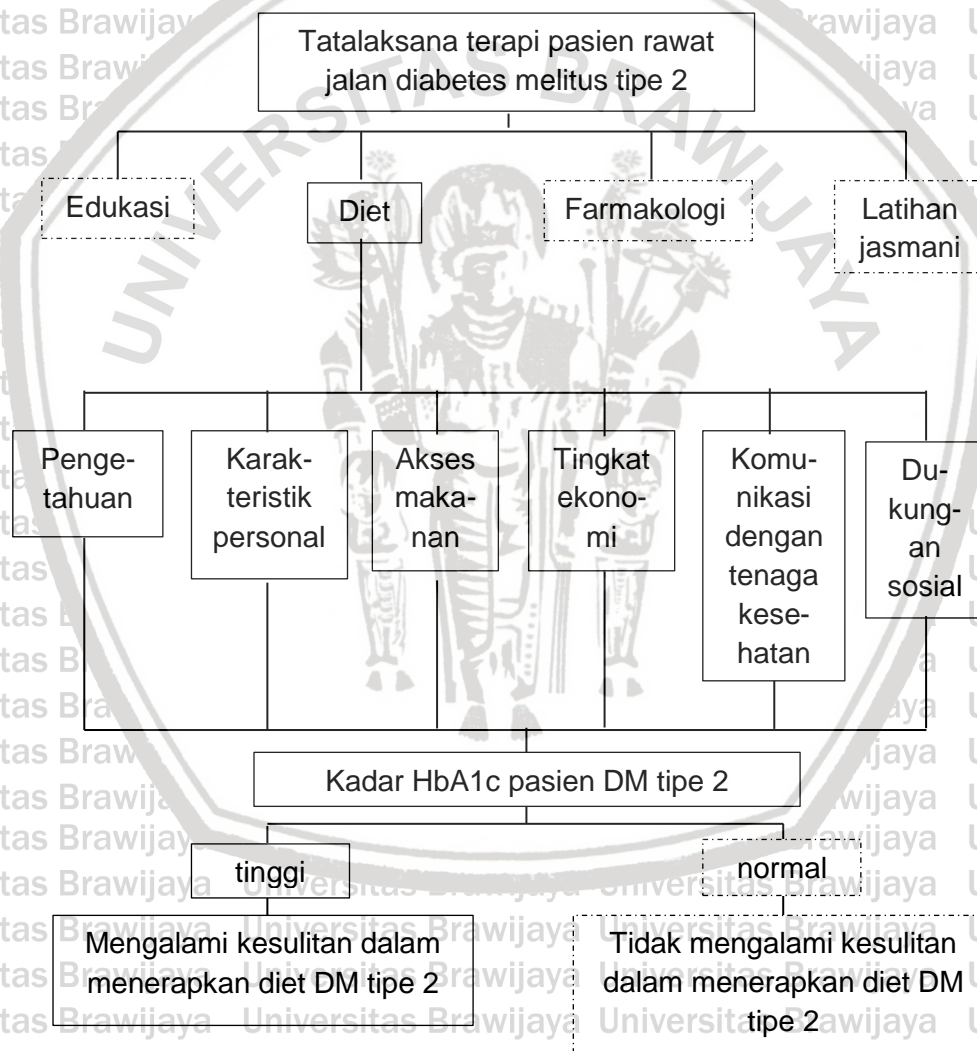 Tatalaksana terapi pasien rawat
jalan diabetes melitus tipe 2
UNIVERSITAS BRAWIJAYA
Edukasi
Diet
Farmakologi
Latihan
jasmani
Penge-
tahuan
Karak-
teristik
personal
Akses
maka-
nan
Tingkat
ekono-
mi
Komu-
nikasi
dengan
tenaga
kese-
hatan
Du-
kung-
an
sosial
Kadar HbA1c pasien DM tipe 2
tinggi
normal
Mengalami kesulitan dalam
menerapkan diet DM tipe 2
Tidak mengalami kesulitan
dalam menerapkan diet DM
tipe 2